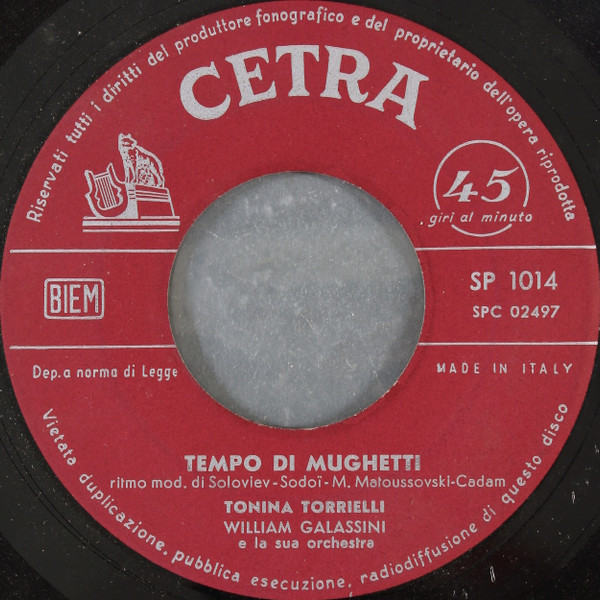 Riservati tutti i diritti del produttore fonografico e del proprietario dell'opera riprodotta
CETRA
45
giri al minuto
BIEM
SP 1014
SPC 02497
Dep. a norma di Legge
MADE IN ITALY
TEMPO DI MUGHETTI
ritmo mod. di Soloviev - Sodoï - M. Matoussovski - Cadam
TONINA TORRIELLI
WILLIAM GALASSINI
e la sua orchestra
Vietata duplicazione, pubblica esecuzione, radiodiffusione di questo disco